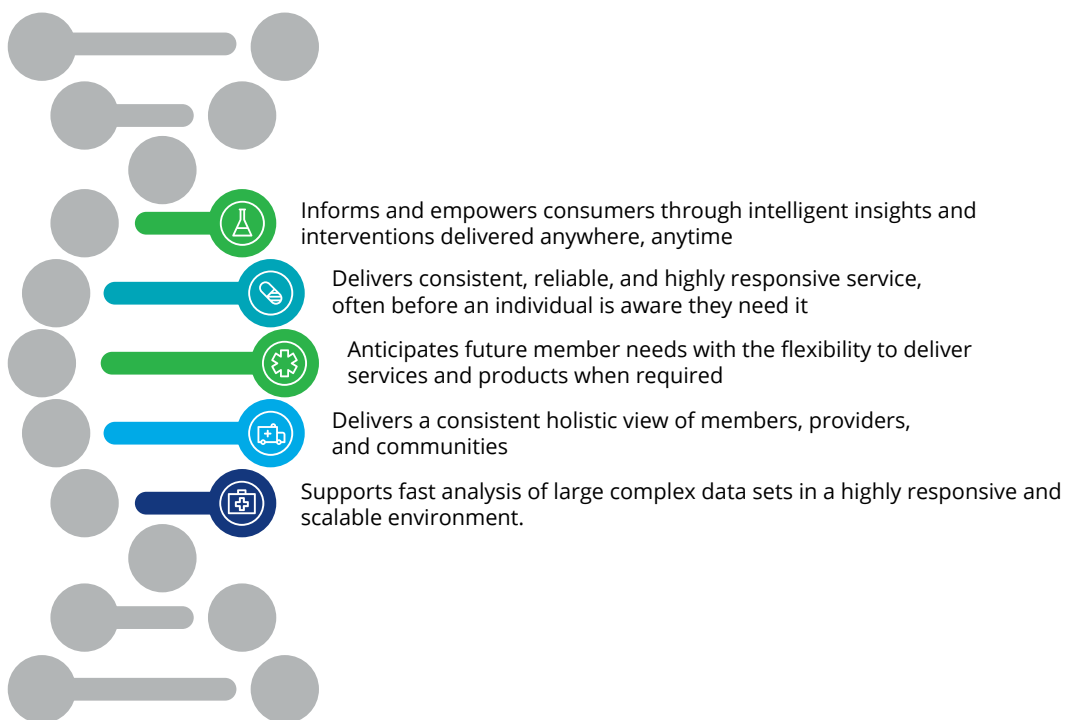 Informs and empowers consumers through intelligent insights and
interventions delivered anywhere, anytime
Delivers consistent, reliable, and highly responsive service,
often before an individual is aware they need it
Anticipates future member needs with the flexibility to deliver
services and products when required
Delivers a consistent holistic view of members, providers,
and communities
Supports fast analysis of large complex data sets in a highly responsive and
scalable environment.